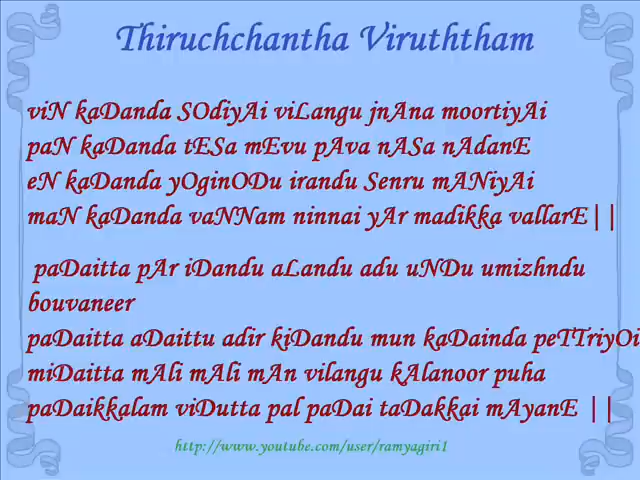 Thiruchchantha Viruththam
viN kaDanda SOdiyAi viLangu jnAna moortiyAi
paN kaDanda tESa mEvu pAva nASa nAdanE
eN kaDanda yOginODu irandu Senru mANiyAi
maN kaDanda vaNNam ninnai yAr madikka vallarE||
paDaitta pAr iDandu aLandu adu uNDu umizhndu
bouvaneer
paDaitta aDaittu adir kiDandu mun kaDainda peTTriyOi
miDaitta mAli mAli mAn vilangu kAlanoor puha
paDaikkalam viDutta pal paDai taDakkai mAyanE ||
http://www.youtube.com/user/ramyagiri1